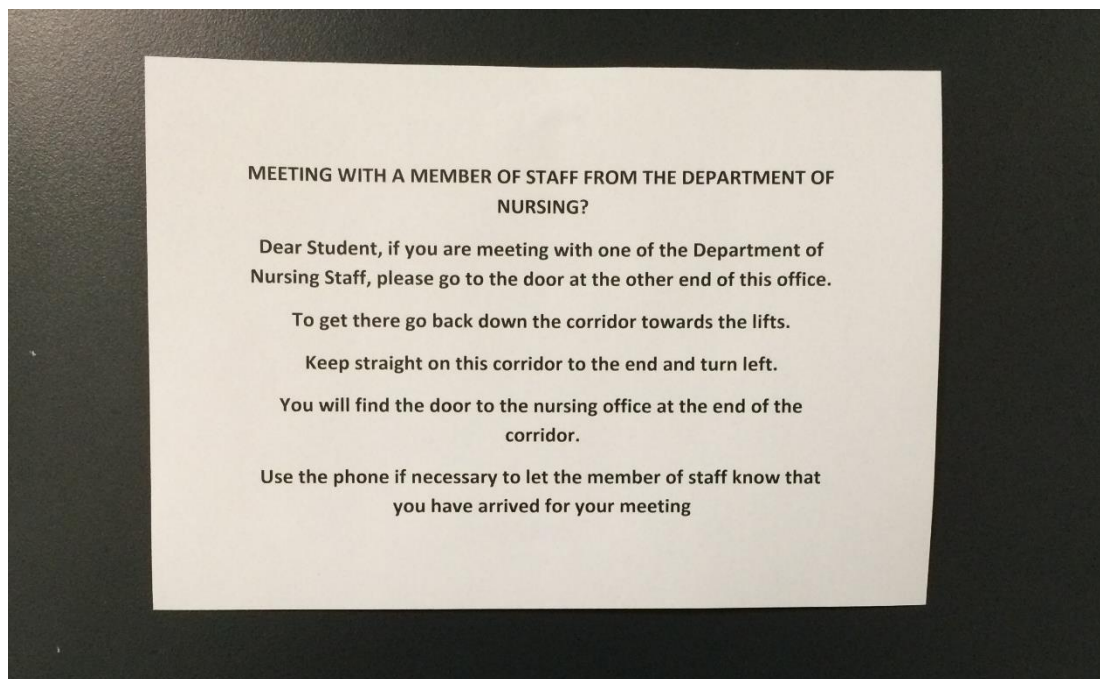 MEETING WITH A MEMBER OF STAFF FROM THE DEPARTMENT OF
NURSING?
Dear Student, if you are meeting with one of the Department of
Nursing Staff, please go to the door at the other end of this office.
To get there go back down the corridor towards the lifts.
Keep straight on this corridor to the end and turn left.
You will find the door to the nursing office at the end of the
corridor.
Use the phone if necessary to let the member of staff know that
you have arrived for your meeting